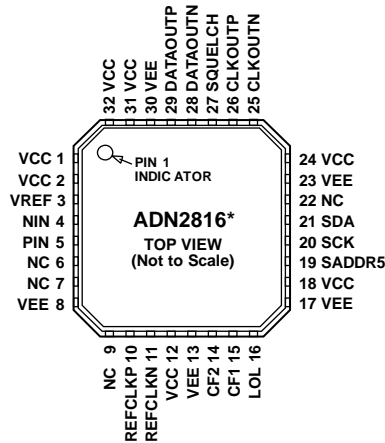 32 VCC
31 VCC
30 VEE
29 DATAOUTP
28 DATAOUTN
27 SQUELCH
26 CLKOUTP
25 CLKOUTN
VCC 1
VCC 2
VREF 3
NIN 4
PIN 5
NC 6
NC 7
VEE 8
PIN 1
INDIC ATOR
ADN2816*
TOP VIEW
(Not to Scale)
24 VCC
23 VEE
22 NC
21 SDA
20 SCK
19 SADDR5
18 VCC
17 VEE
NC 9
REFCLKP 10
REFCLKN 11
VCC 12
VEE 13
CF2 14
CF1 15
LOL 16